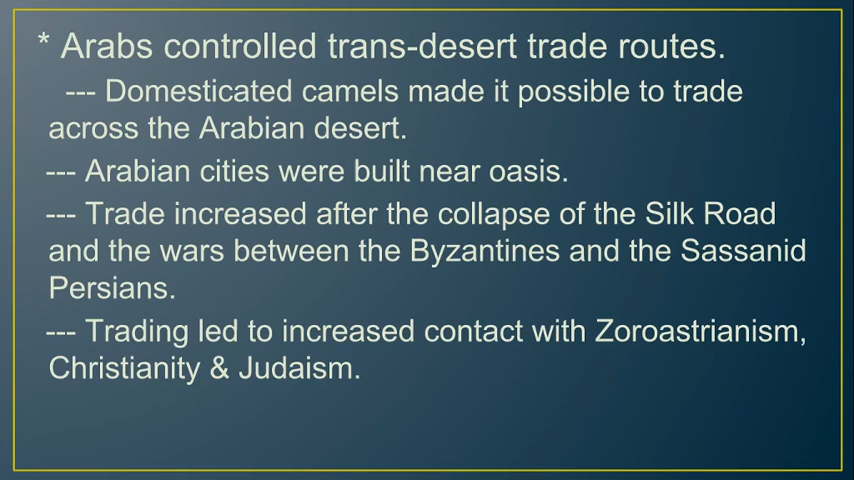 * Arabs controlled trans-desert trade routes.
--- Domesticated camels made it possible to trade
across the Arabian desert.
--- Arabian cities were built near oasis.
--- Trade increased after the collapse of the Silk Road
and the wars between the Byzantines and the Sassanid
Persians.
--- Trading led to increased contact with Zoroastrianism,
Christianity & Judaism.